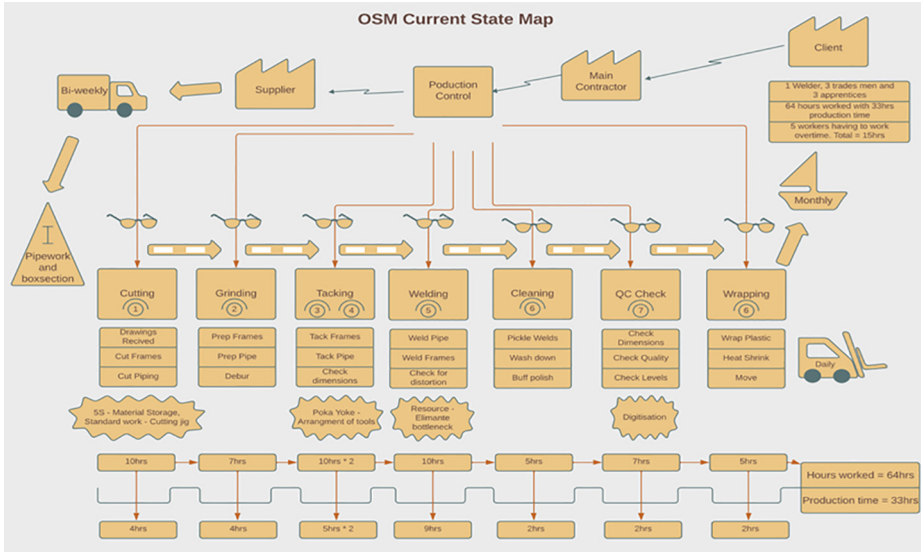 OSM Current State Map
Client
Main
Contractor
Poduction
Control
Supplier
Bi-weekly
1 Welder, 3 trades men and
3 apprentices
64 hours worked with 33hrs
production time
5 workers having to work
overtime. Total = 15hrs
Monthly
Pipework
and
boxsection
Cutting
1
Grinding
2
Tacking
3 4
Welding
5
Cleaning
6
QC Check
7
Wrapping
6
Drawings
Recived
Cut Frames
Cut Piping
Prep Frames
Prep Pipe
Debur
Tack Frames
Tack Pipe
Check
dimensions
Weld Pipe
Weld Frames
Check for
distortion
Pickle Welds
Wash down
Buff polish
Check
Dimensions
Check Quality
Check Levels
Wrap Plastic
Heat Shrink
Move
Daily
5S - Material Storage,
Standard work - Cutting jig
Poka Yoke -
Arrangment of tools
Resource -
Elimante
bottleneck
Digitisation
10hrs
7hrs
10hrs * 2
10hrs
5hrs
7hrs
5hrs
Hours worked = 64hrs
Production time = 33hrs
4hrs
4hrs
5hrs * 2
9hrs
2hrs
2hrs
2hrs